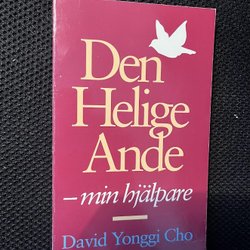 Den
Helige
Ande
– min hjälpare
David Yonggi Cho